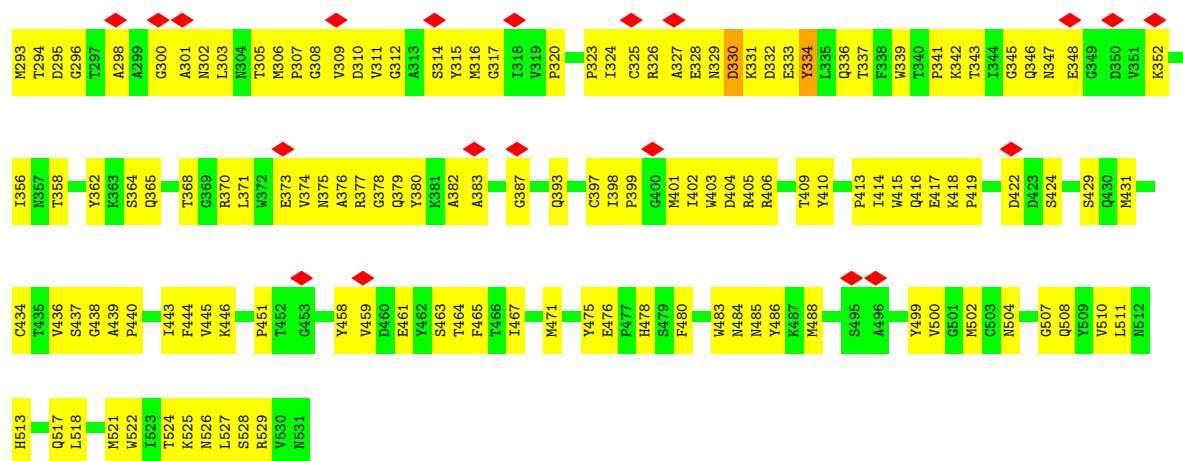 M293 T294 D295 G296 T297 A298 A299 G300 A301 N302 L303 N304 T305 M306 P307 G308 V309 D310 V311 G312 A313 S314 Y315 M316 G317 I318 V319 P320 P323 I324 C325 R326 A327 E328 N329 D330 K331 D332 E333 Y334 L335 Q336 T337 F338 W339 T340 P341 K342 T343 I344 G345 Q346 N347 E348 G349 D350 V351 K352
I356 N357 T358 Y362 K363 S364 Q365 T368 G369 R370 L371 W372 E373 V374 N375 A376 R377 G378 Q379 Y380 K381 A382 A383 G387 Q393 C397 I398 P399 G400 M401 I402 W403 D404 R405 R406 T409 Y410 P413 I414 W415 Q416 E417 K418 P419 D422 D423 S424 S429 Q430 M431
C434 T435 V436 S437 G438 A439 P440 I443 F444 V445 K446 P451 T452 G453 Y458 V459 D460 E461 Y462 S463 T464 F465 T466 I467 M471 Y475 E476 P477 H478 S479 F480 W483 N484 N485 Y486 K487 M488 S495 A496 Y499 V500 G501 M502 C503 N504 G507 Q508 Y509 V510 L511 N512
H513 Q517 L518 M521 W522 I523 T524 K525 N526 L527 S528 R529 V530 N531